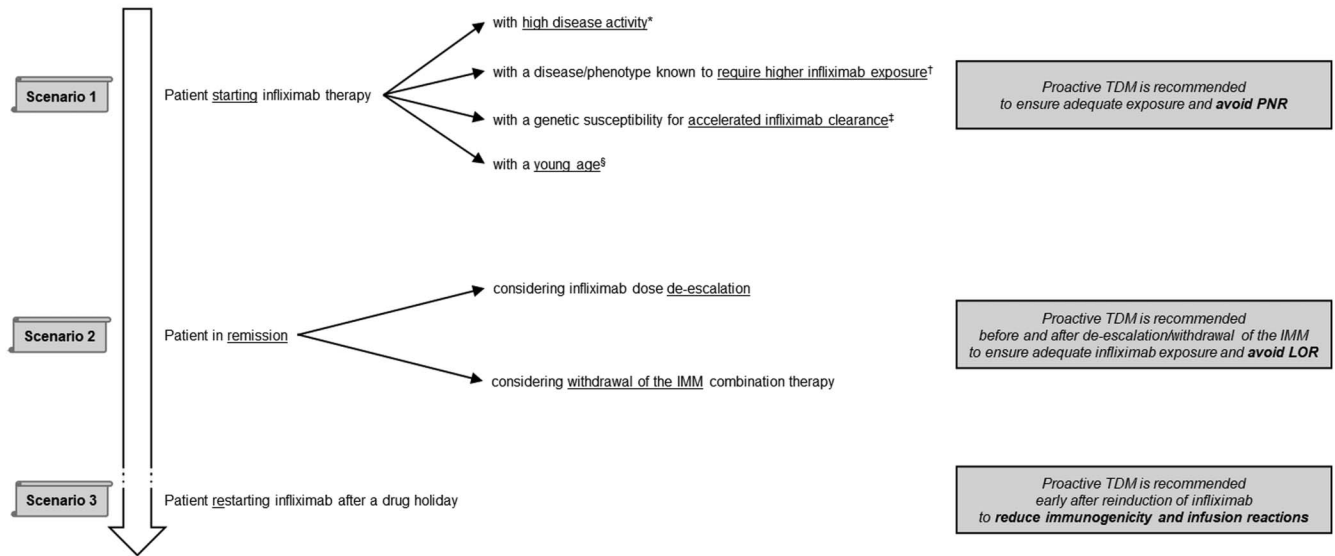 with high disease activity*
with a disease/phenotype known to require higher infliximab exposure†
Scenario 1
Patient starting infliximab therapy
with a genetic susceptibility for accelerated infliximab clearance‡
with a young age§
Proactive TDM is recommended
to ensure adequate exposure and avoid PNR
considering infliximab dose de-escalation
Scenario 2
Patient in remission
considering withdrawal of the IMM combination therapy
Proactive TDM is recommended
before and after de-escalation/withdrawal of the IMM
to ensure adequate infliximab exposure and avoid LOR
Scenario 3
Patient restarting infliximab after a drug holiday
Proactive TDM is recommended
early after reinduction of infliximab
to reduce immunogenicity and infusion reactions